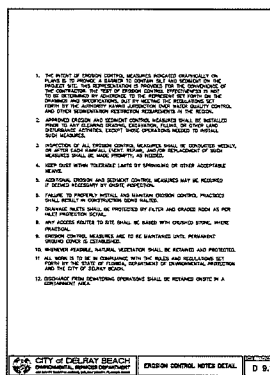 1. THE INTENT OF EROSION CONTROL MEASURES INDICATED GRAPHICALLY ON
PLANS IS TO PROVIDE A BARRIER TO CONTAIN SILT AND SEDIMENT ON THE
PROJECT SITE. THIS REPRESENTATION IS PROVIDED FOR THE CONVENIENCE OF
THE CONTRACTOR. THE TEST OF EROSION CONTROL EFFECTIVENESS IS NOT
TO BE DETERMINED BY ADHERENCE TO THE REPRESENT SET FORTH ON THE
DRAWINGS AND SPECIFICATIONS, BUT BY MEETING THE REGULATIONS SET
FORTH BY THE AUTHORITY HAVING JURISDICTION OVER WATER QUALITY CONTROL
AND OTHER SEDIMENTATION RESTRICTION REQUIREMENTS IN THE REGION.
2. APPROVED EROSION AND SEDIMENT CONTROL MEASURES SHALL BE INSTALLED
PRIOR TO ANY CLEARING, GRADING, EXCAVATION, FILLING, OR OTHER LAND
DISTURBANCE ACTIVITIES, EXCEPT THOSE OPERATIONS NEEDED TO INSTALL
SUCH MEASURES.
3. INSPECTION OF ALL EROSION CONTROL MEASURES SHALL BE CONDUCTED WEEKLY,
OR AFTER EACH RAINFALL EVENT. REPAIR, AND/OR REPLACEMENT OF SUCH
MEASURES SHALL BE MADE PROMPTLY, AS NEEDED.
4. KEEP DUST WITHIN TOLERABLE LIMITS BY SPRINKLING OR OTHER ACCEPTABLE
MEANS.
5. ADDITIONAL EROSION AND SEDIMENT CONTROL MEASURES MAY BE REQUIRED
IF DEEMED NECESSARY BY ONSITE INSPECTION.
6. FAILURE TO PROPERLY INSTALL AND MAINTAIN EROSION CONTROL PRACTICES
SHALL RESULT IN CONSTRUCTION BEING HALTED.
7. DRAINAGE INLETS SHALL BE PROTECTED BY FILTER AND GRADED ROCK AS PER
INLET PROTECTION DETAIL.
8. ANY ACCESS ROUTES TO SITE SHALL BE BASED WITH CRUSHED STONE, WHERE
PRACTICAL.
9. EROSION CONTROL MEASURES ARE TO BE MAINTAINED UNTIL PERMANENT
GROUND COVER IS ESTABLISHED.
10. WHENEVER FEASIBLE, NATURAL VEGETATION SHALL BE RETAINED AND PROTECTED.
11. ALL WORK IS TO BE IN COMPLIANCE WITH THE RULES AND REGULATIONS SET
FORTH BY THE STATE OF FLORIDA, DEPARTMENT OF ENVIRONMENTAL PROTECTION
AND THE CITY OF DELRAY BEACH.
12. DISCHARGE FROM DEWATERING OPERATIONS SHALL BE RETAINED ONSITE IN A
CONTAINMENT AREA.
CITY of DELRAY BEACH
ENVIRONMENTAL SERVICES DEPARTMENT
EROSION CONTROL NOTES DETAIL
D 9.